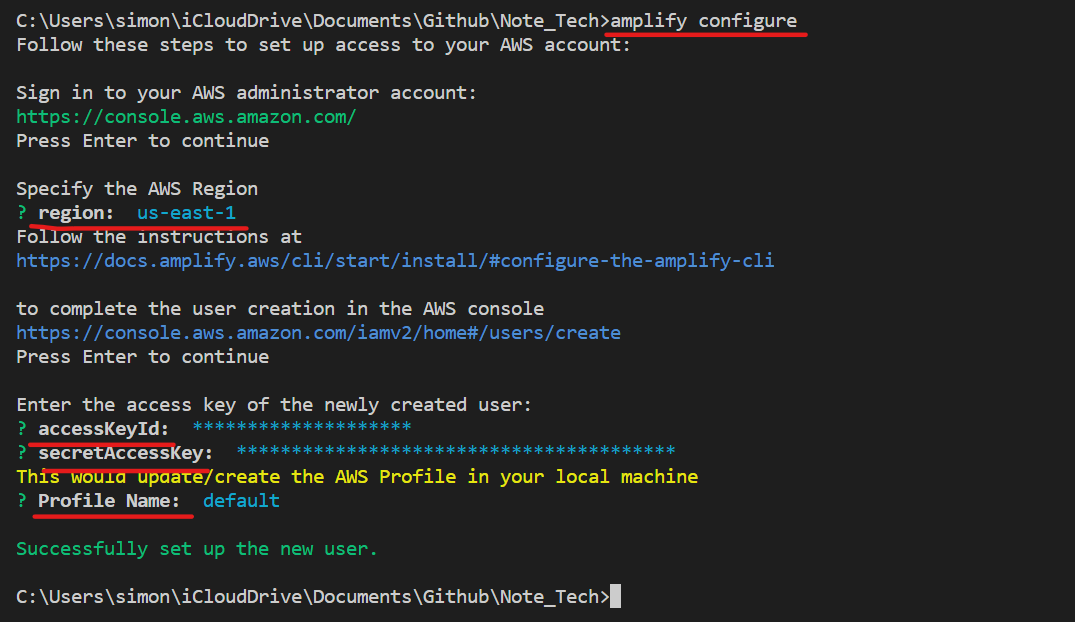 C:\Users\simon\iCloudDrive\Documents\Github\Note_Tech>amplify configure
Follow these steps to set up access to your AWS account:
Sign in to your AWS administrator account:
https://console.aws.amazon.com/
Press Enter to continue
Specify the AWS Region
? region:  us-east-1
Follow the instructions at
https://docs.amplify.aws/cli/start/install/#configure-the-amplify-cli
to complete the user creation in the AWS console
https://console.aws.amazon.com/iamv2/home#/users/create
Press Enter to continue
Enter the access key of the newly created user:
? accessKeyId:  ********************
? secretAccessKey:  ****************************************
This would update/create the AWS Profile in your local machine
? Profile Name:  default
Successfully set up the new user.
C:\Users\simon\iCloudDrive\Documents\Github\Note_Tech>